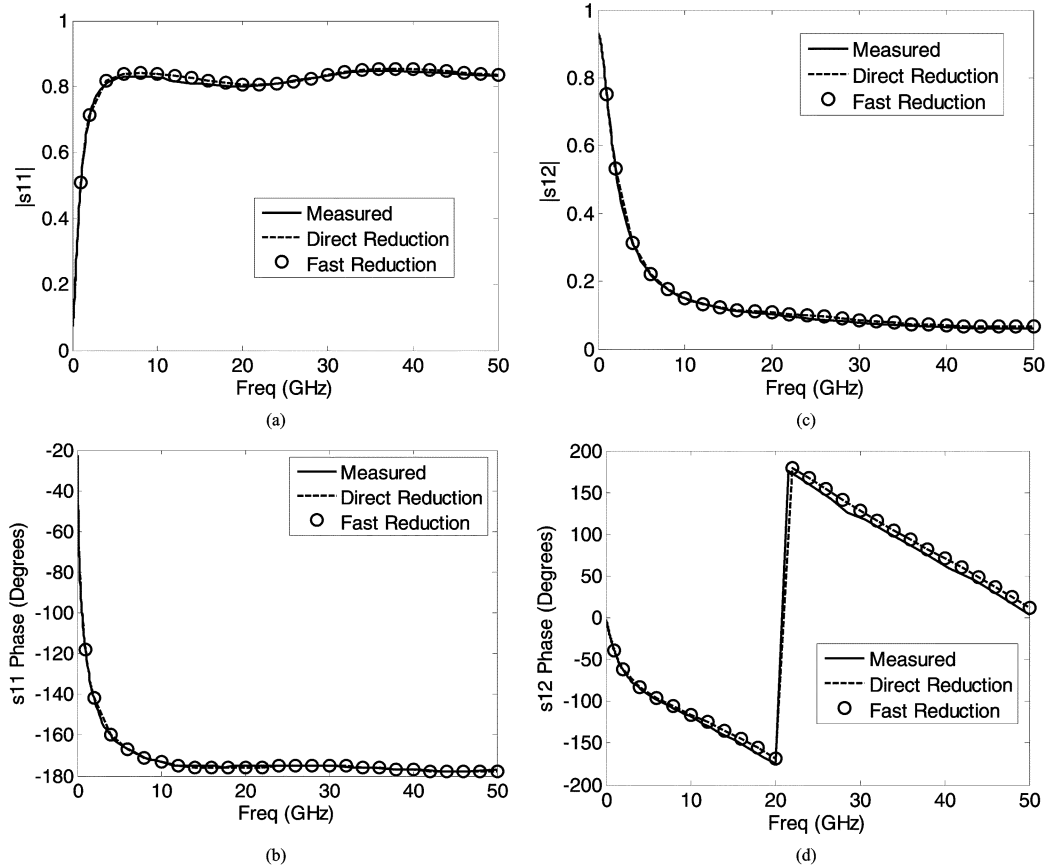 1
0.8
0.6
0.4
0.2
0
|s11|
Measured
Direct Reduction
Fast Reduction
0 10 20 30 40 50
Freq (GHz)
(a)
1
0.8
0.6
0.4
0.2
0
|s12|
Measured
Direct Reduction
Fast Reduction
0 10 20 30 40 50
Freq (GHz)
(c)
-20
-40
-60
-80
-100
-120
-140
-160
-180
s11 Phase (Degrees)
Measured
Direct Reduction
Fast Reduction
0 10 20 30 40 50
Freq (GHz)
(b)
200
150
100
50
0
-50
-100
-150
-200
s12 Phase (Degrees)
Measured
Direct Reduction
Fast Reduction
0 10 20 30 40 50
Freq (GHz)
(d)